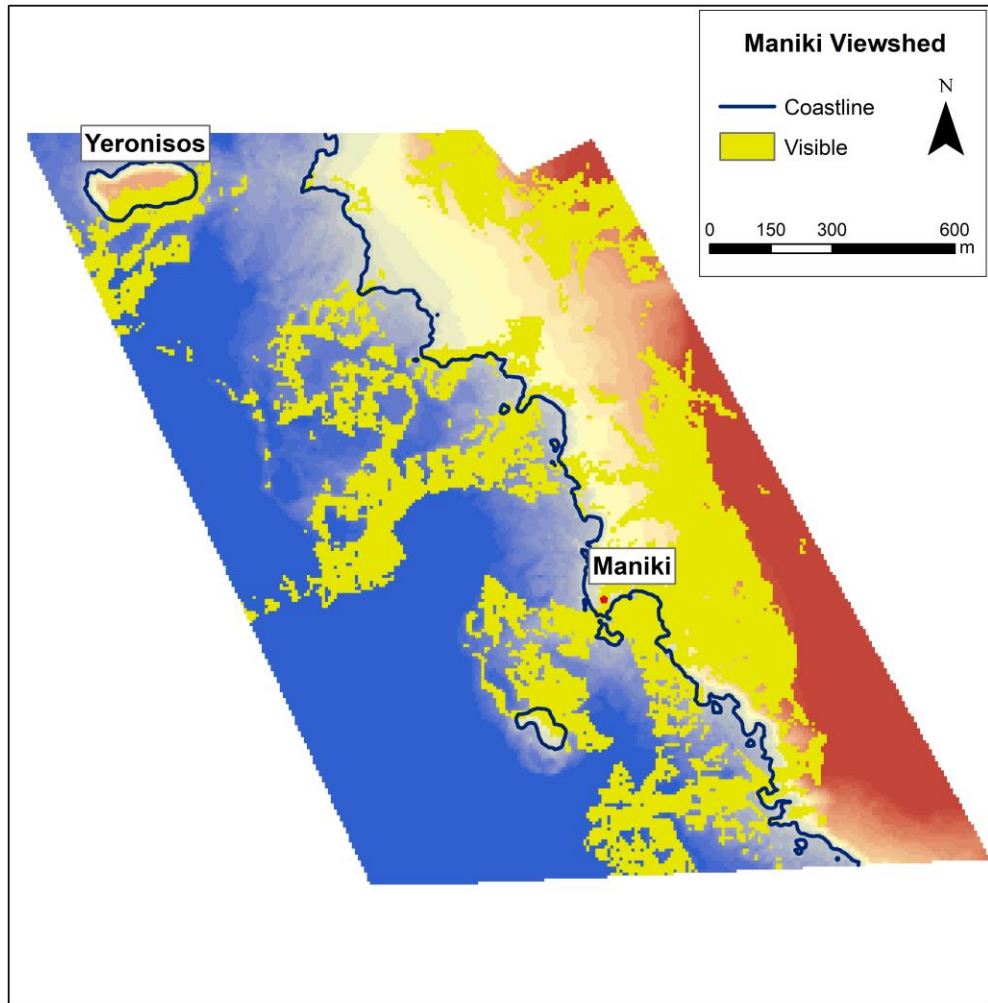 Maniki Viewshed
Coastline
N
Visible
0 150 300 600
m
Yeronisos
Maniki